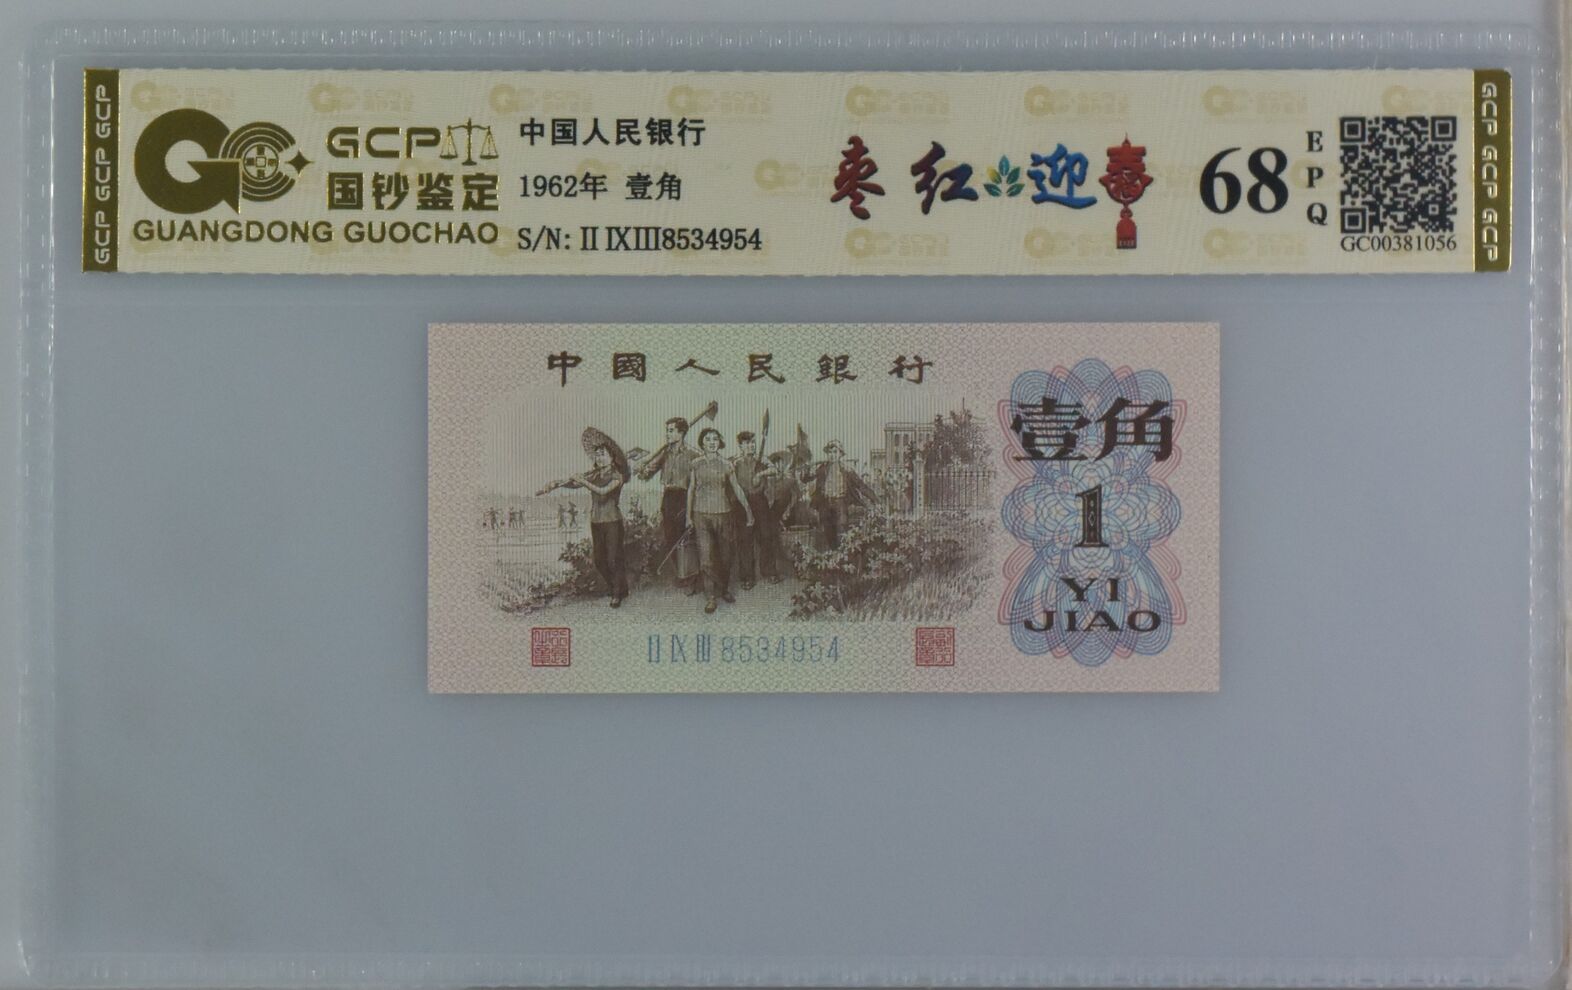 GCP GCP GCP
GCP
国钞鉴定
GUANGDONG GUOCHAO
中国人民银行
1962年 壹角
S/N: II IX III8534954
枣红迎春
68
EPQ
GC00381056
GCP GCP GCP
中國人民銀行
壹角
1
YI
JIAO
II IX III 8534954